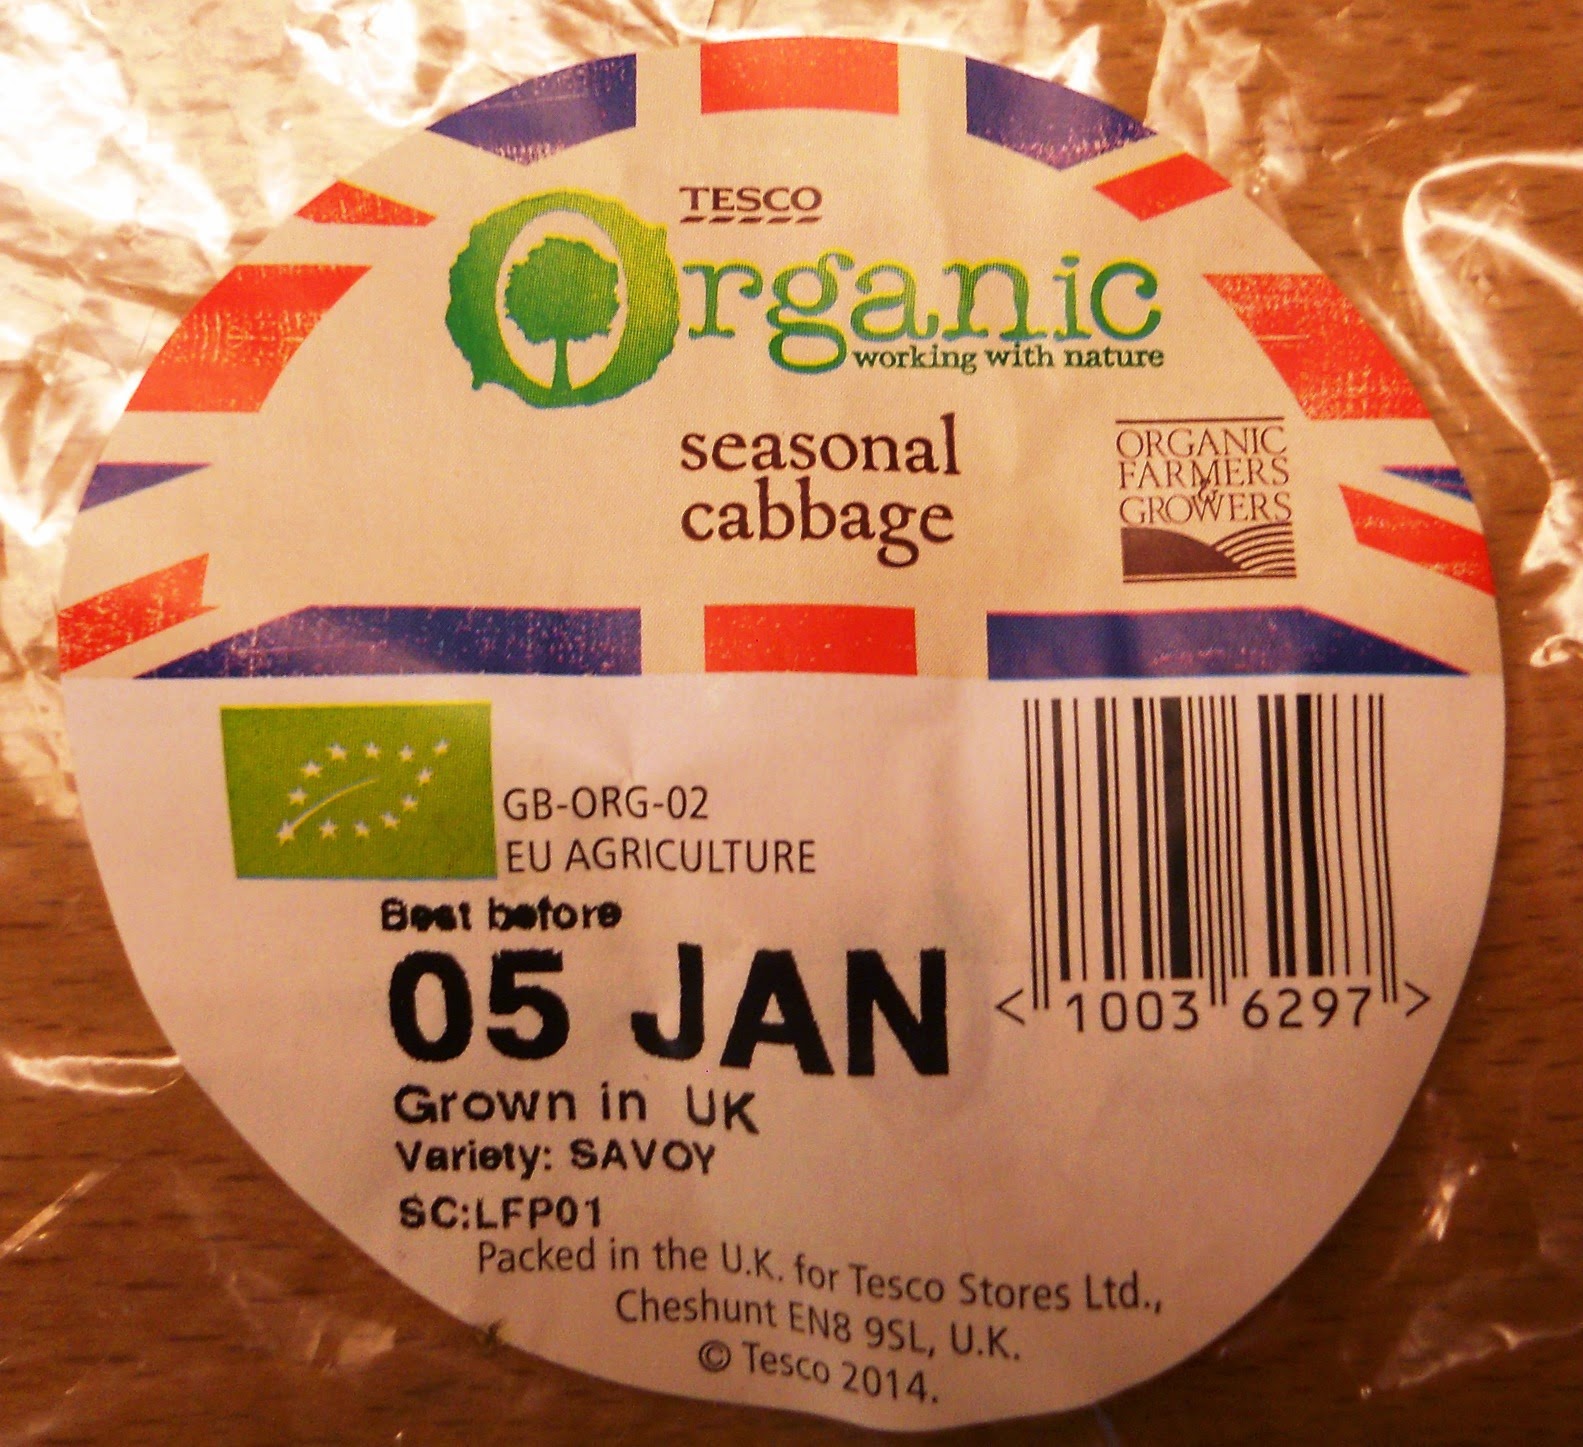 TESCO
Organic
working with nature
seasonal
cabbage
ORGANIC
FARMERS
&
GROWERS
GB-ORG-02
EU AGRICULTURE
Best before
05 JAN
Grown in UK
Variety: SAVOY
SC:LFP01
< 1003 6297 >
Packed in the U.K. for Tesco Stores Ltd.,
Cheshunt EN8 9SL, U.K.
© Tesco 2014.